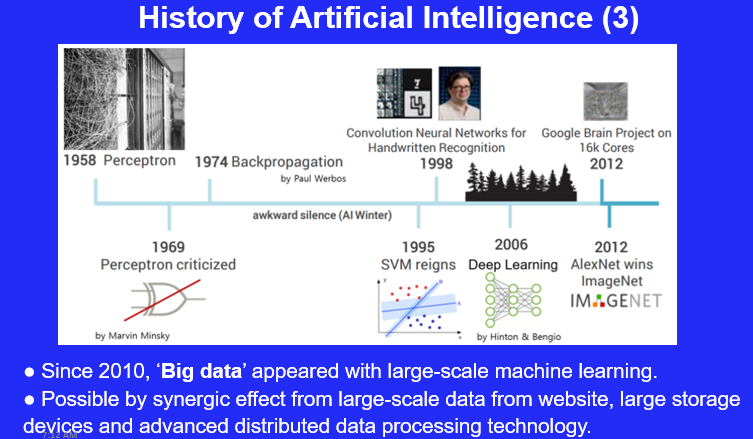 History of Artificial Intelligence (3)
Convolution Neural Networks for
Handwritten Recognition
Google Brain Project on
16k Cores
1958 Perceptron
1974 Backpropagation
1998
2012
by Paul Werbos
awkward silence (AI Winter)
1969
Perceptron criticized
1995
SVM reigns
2006
Deep Learning
2012
AlexNet wins
ImageNet
IMAGENET
by Marvin Minsky
by Hinton & Bengio
● Since 2010, ‘Big data’ appeared with large-scale machine learning.
● Possible by synergic effect from large-scale data from website, large storage
devices and advanced distributed data processing technology.
7:12 AM